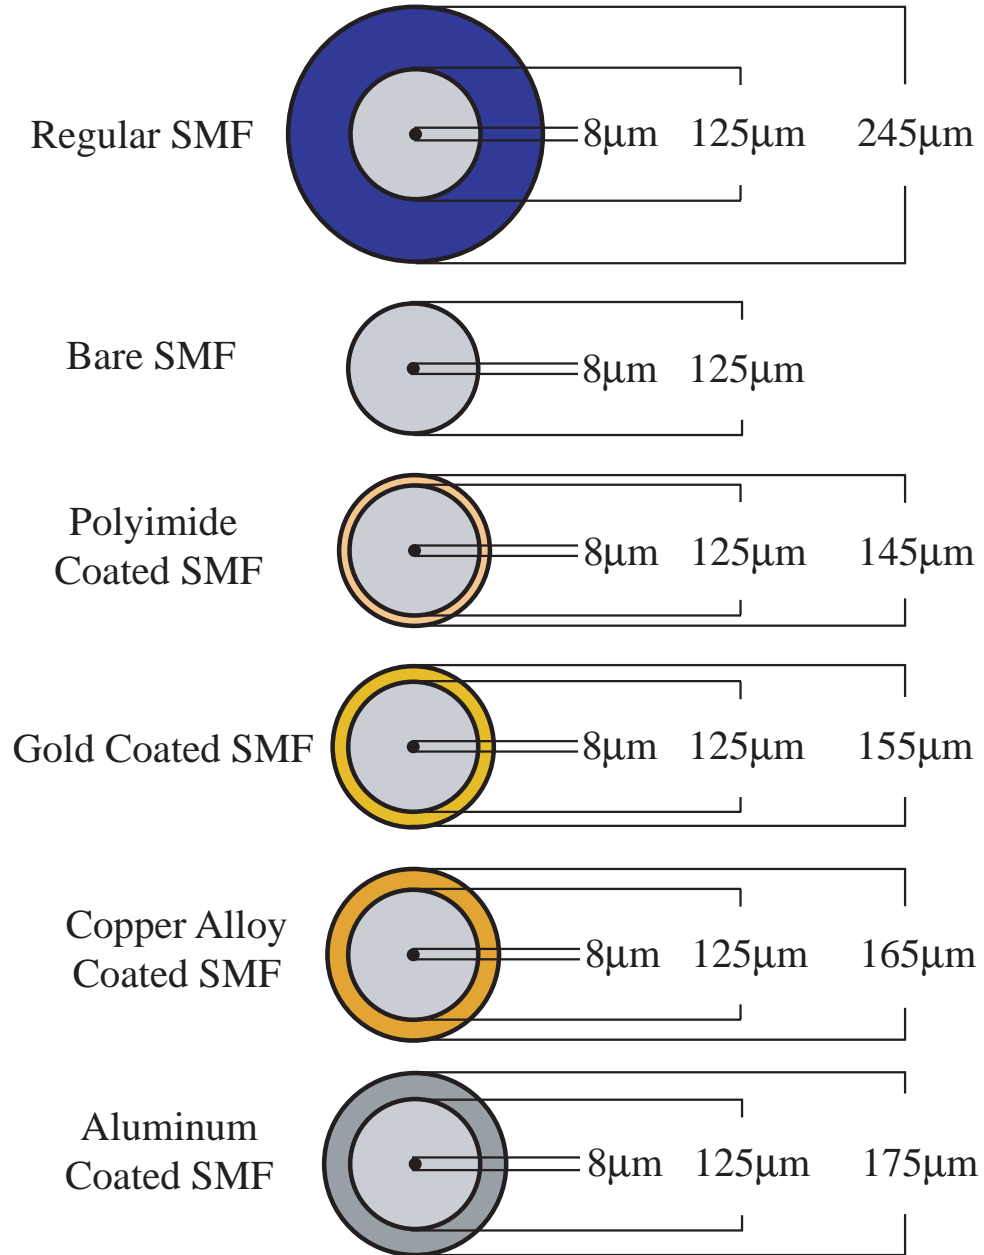 Regular SMF
8μm 125μm 245μm
Bare SMF
8μm 125μm
Polyimide
Coated SMF
8μm 125μm 145μm
Gold Coated SMF
8μm 125μm 155μm
Copper Alloy
Coated SMF
8μm 125μm 165μm
Aluminum
Coated SMF
8μm 125μm 175μm